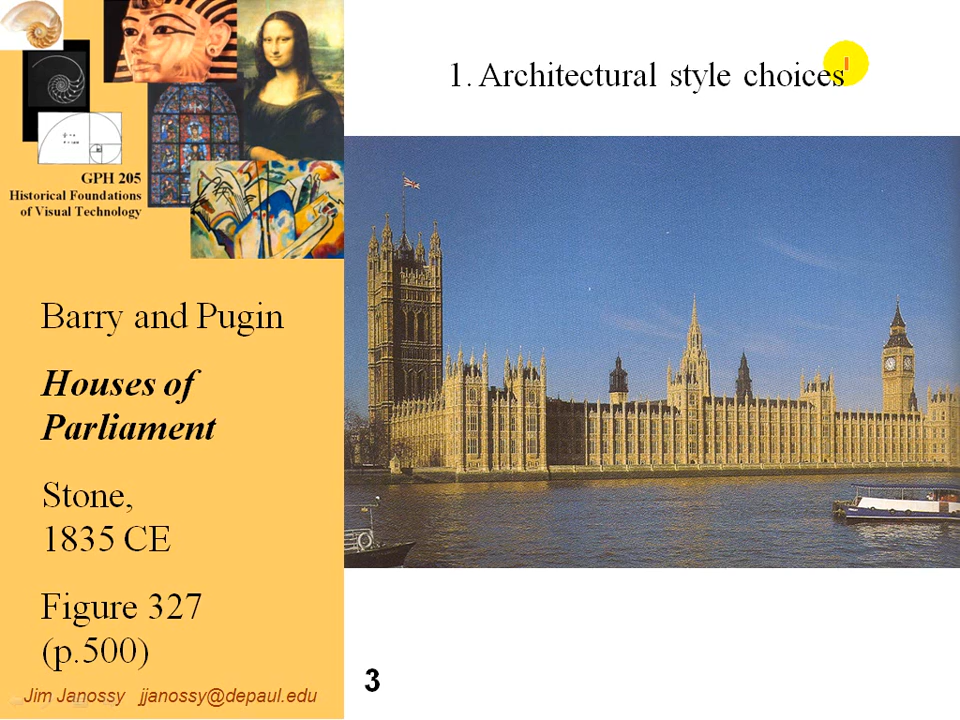 1. Architectural style choices
GPH 205
Historical Foundations
of Visual Technology
Barry and Pugin
Houses of
Parliament
Stone,
1835 CE
Figure 327
(p.500)
Jim Janossy jjanossy@depaul.edu
3